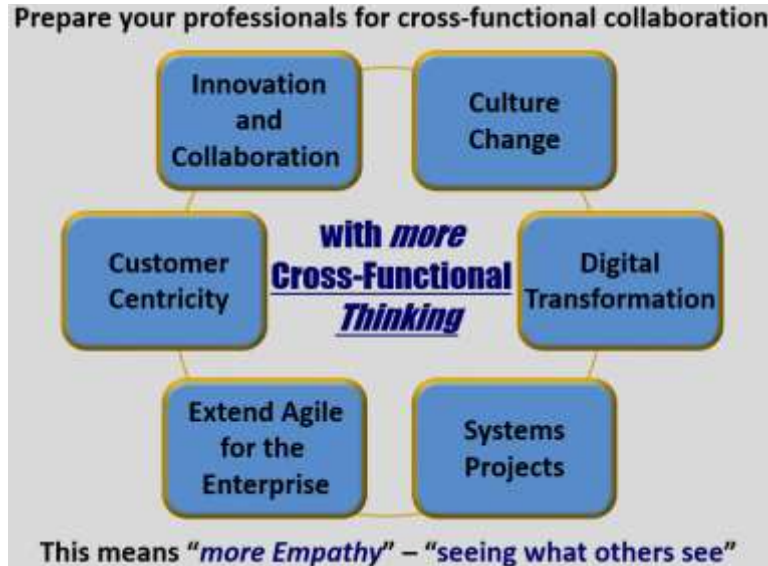 Prepare your professionals for cross-functional collaboration
Innovation
and
Collaboration
Culture
Change
Customer
Centricity
with more
Cross-Functional
Thinking
Digital
Transformation
Extend Agile
for the
Enterprise
Systems
Projects
This means “more Empathy” – “seeing what others see”